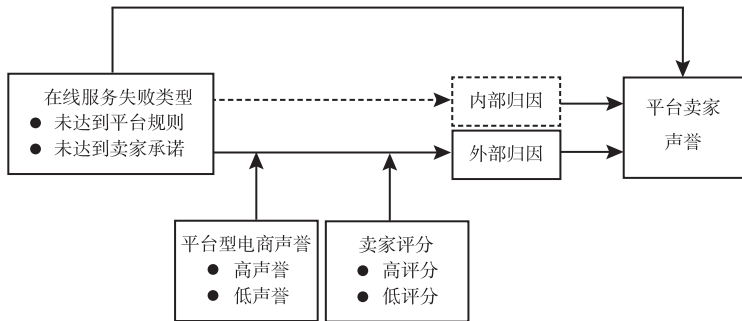 在线服务失败类型
● 未达到平台规则
● 未达到卖家承诺
内部归因
外部归因
平台卖家
声誉
平台型电商声誉
● 高声誉
● 低声誉
卖家评分
● 高评分
● 低评分